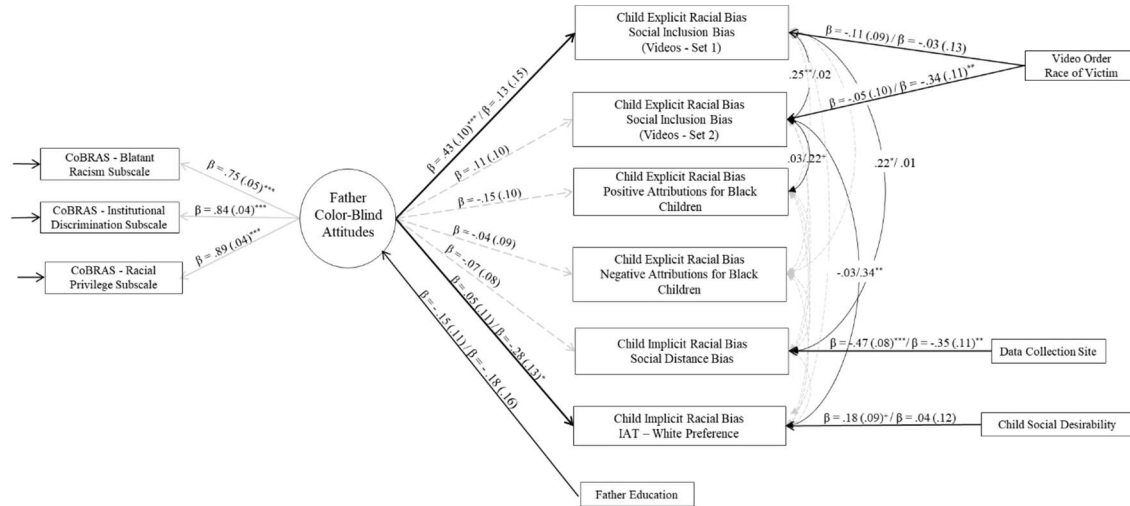 Child Explicit Racial Bias
Social Inclusion Bias
(Videos - Set 1)
β = -.11 (.09) / β = -.03 (.13)
Video Order
Race of Victim
.25**/.02
β = -.05 (.10) / β = -.34 (.11)**
β = .43 (.10)*** / β = .13 (.15)
Child Explicit Racial Bias
Social Inclusion Bias
(Videos - Set 2)
β = .11 (.10)
.03/.22+
.22*/ .01
CoBRAS - Blatant
Racism Subscale
β = .75 (.05)***
Father
Color-Blind
Attitudes
β = -.15 (.10)
Child Explicit Racial Bias
Positive Attributions for Black
Children
CoBRAS - Institutional
Discrimination Subscale
β = .84 (.04)***
β = -.04 (.09)
CoBRAS - Racial
Privilege Subscale
β = .89 (.04)***
Child Explicit Racial Bias
Negative Attributions for Black
Children
-.03/.34**
β = -.07 (.08)
Child Implicit Racial Bias
Social Distance Bias
β = -.47 (.08)***/ β = -.35 (.11)**
Data Collection Site
β = .05 (.11) / β = -.28 (.13)*
β = -.15 (.11) / β = -.18 (.16)
Child Implicit Racial Bias
IAT – White Preference
β = .18 (.09)+ / β = .04 (.12)
Child Social Desirability
Father Education